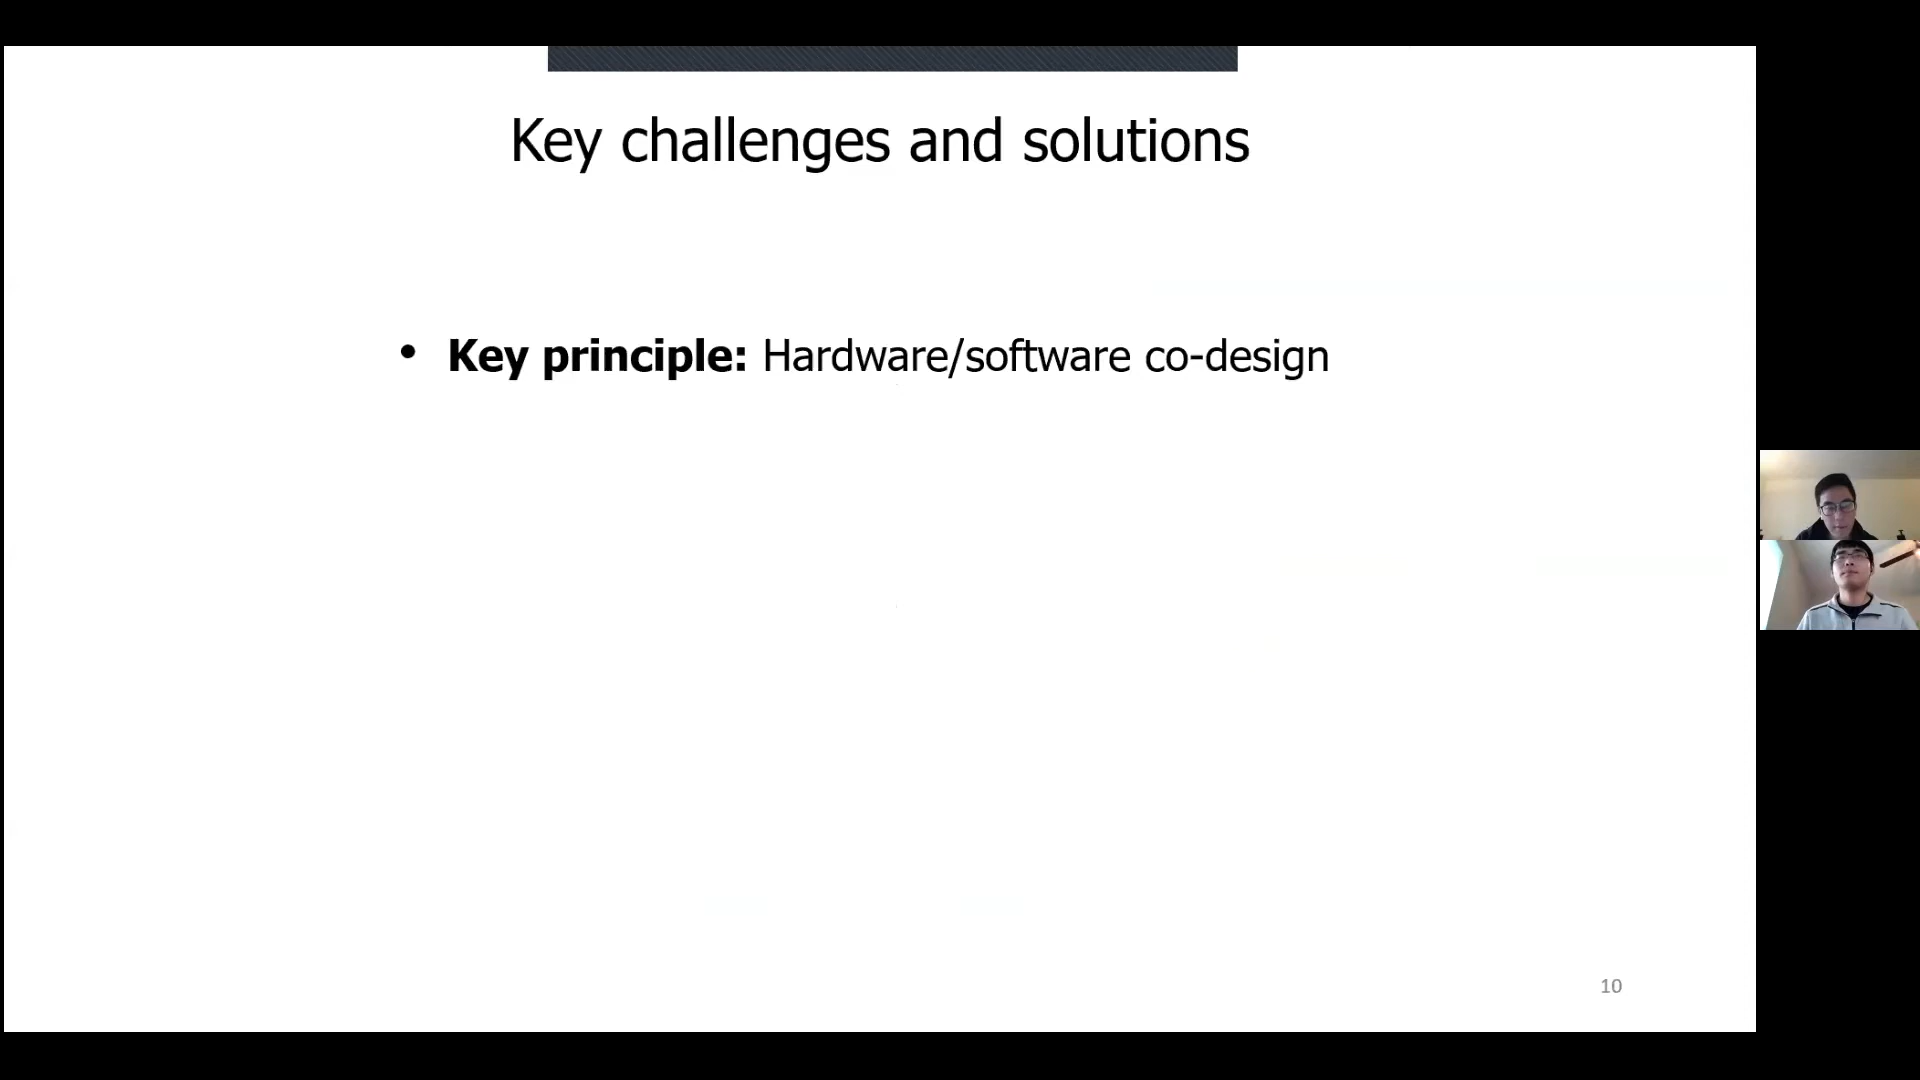 Key challenges and solutions
• Key principle: Hardware/software co-design
10